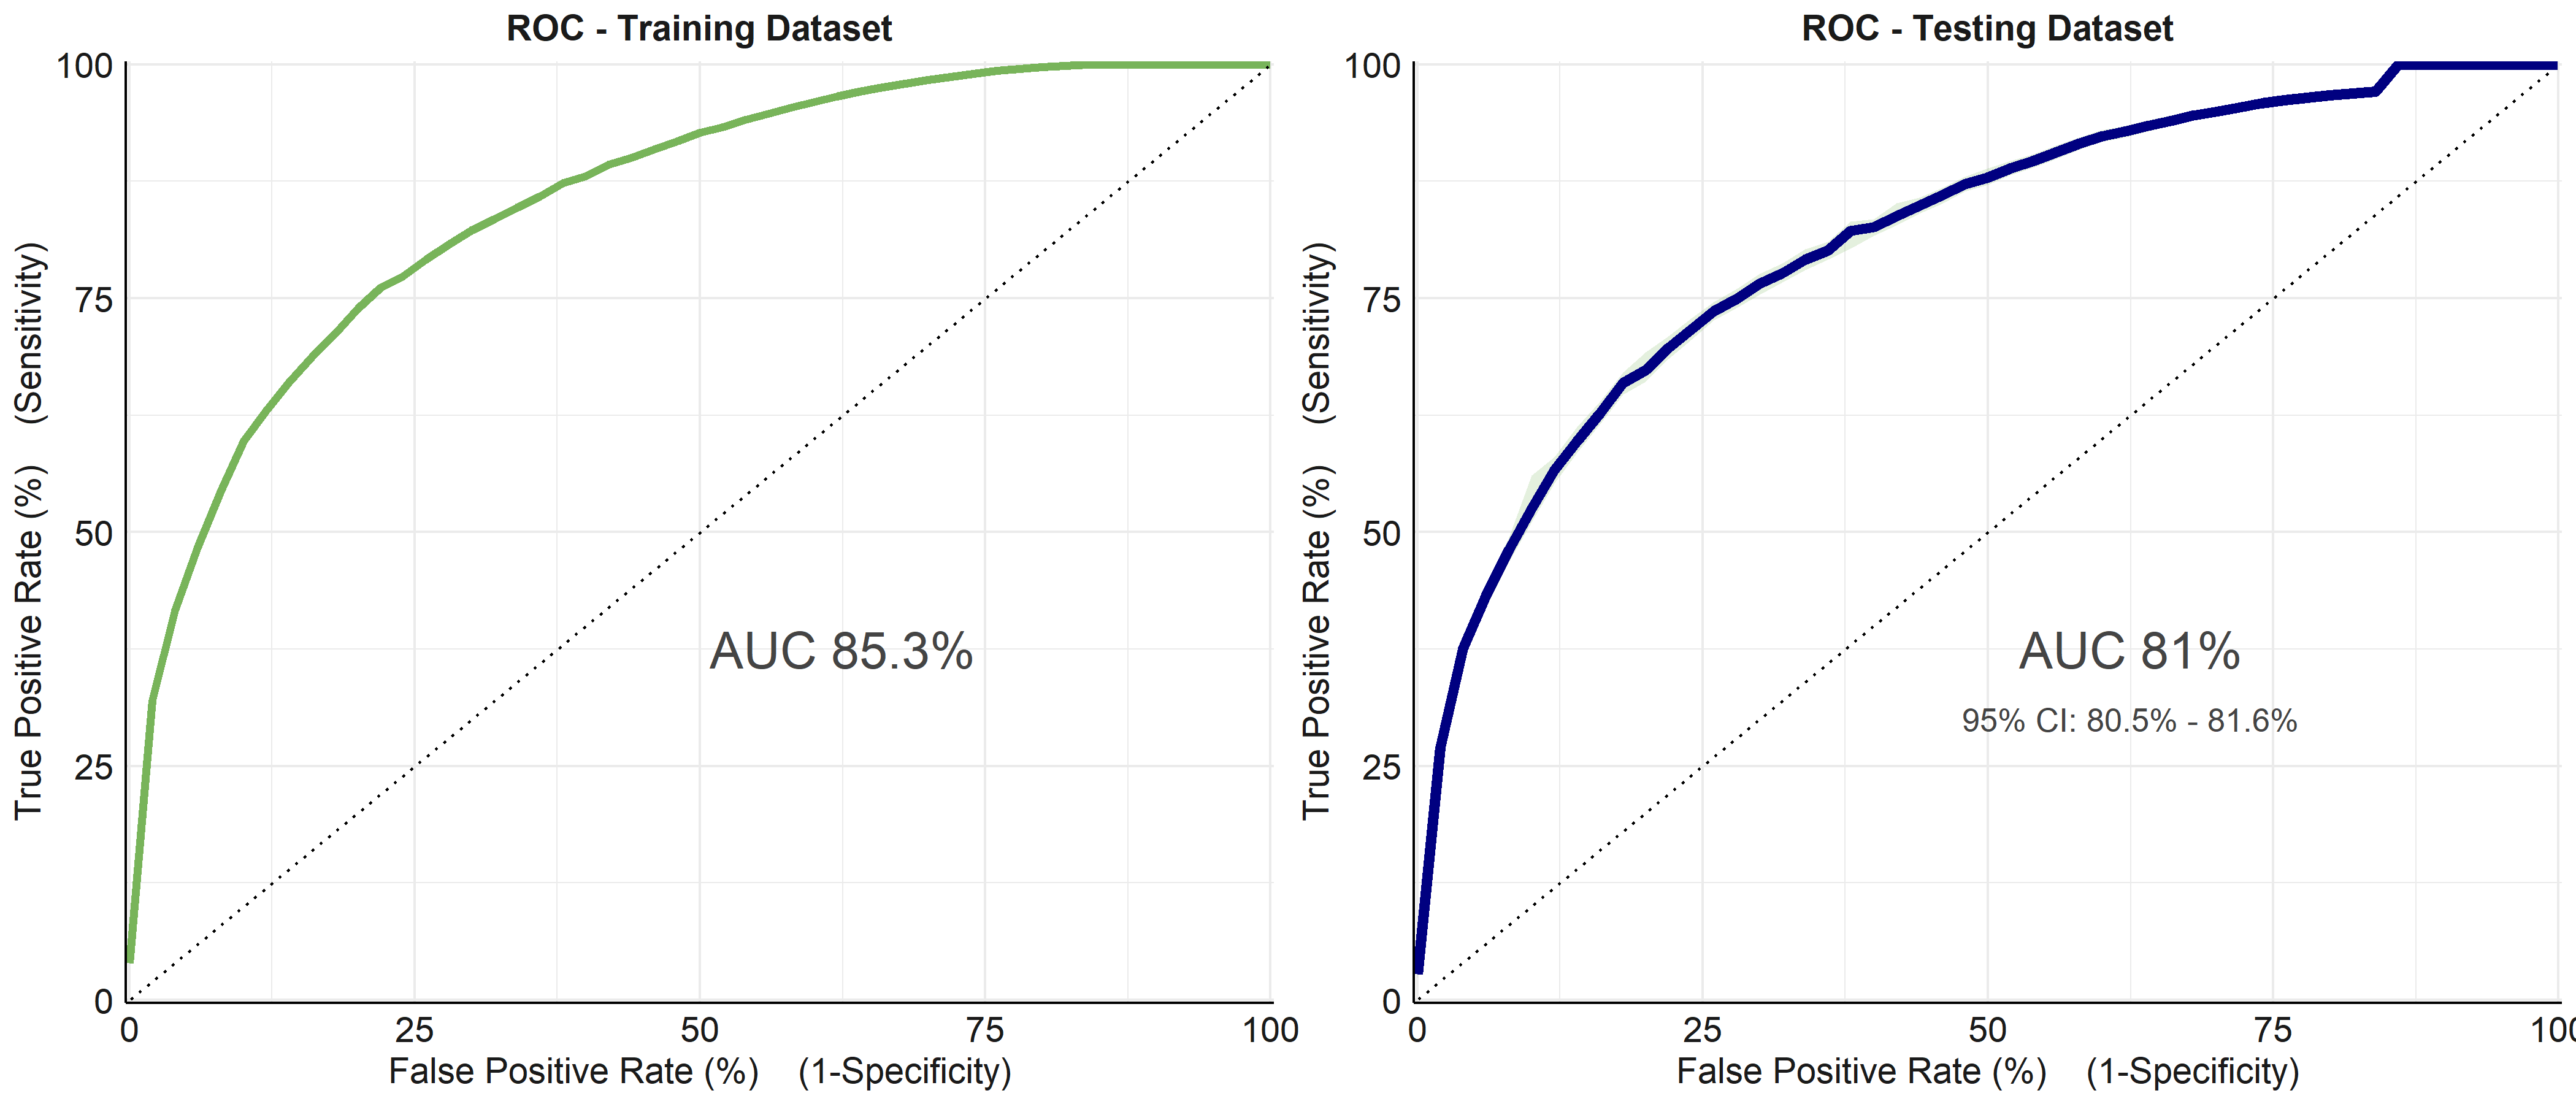 ROC - Training Dataset
True Positive Rate (%) (Sensitivity)
100
75
50
25
0
AUC 85.3%
0 25 50 75 100
False Positive Rate (%) (1-Specificity)
ROC - Testing Dataset
True Positive Rate (%) (Sensitivity)
100
75
50
25
0
AUC 81%
95% CI: 80.5% - 81.6%
0 25 50 75 100
False Positive Rate (%) (1-Specificity)